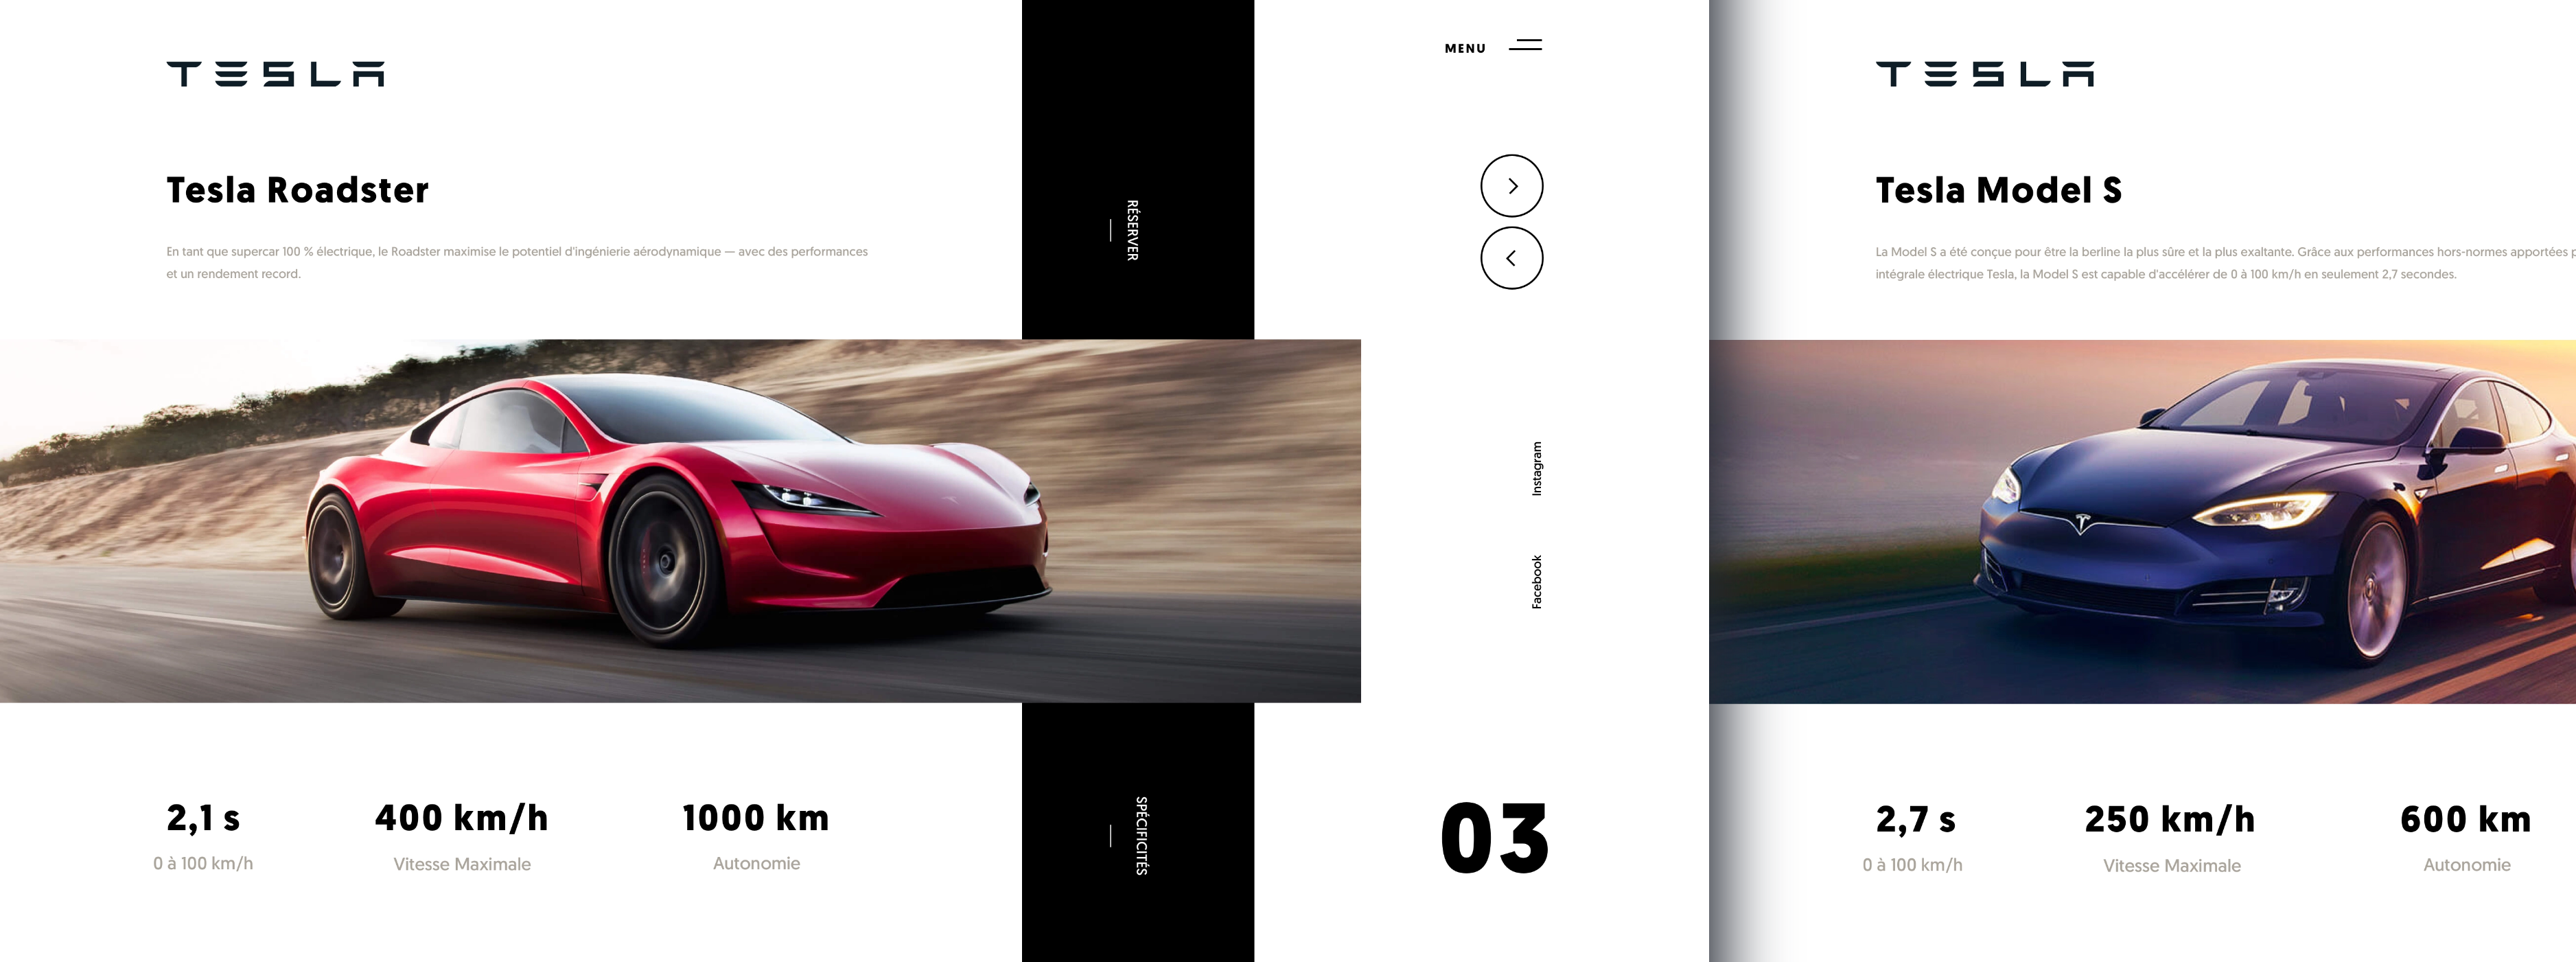 TESLA
Tesla Roadster
En tant que supercar 100 % électrique, le Roadster maximise le potentiel d'ingénierie aérodynamique — avec des performances
et un rendement record.
RÉSERVER
MENU
Instagram
Facebook
2,1 s
0 à 100 km/h
400 km/h
Vitesse Maximale
1000 km
Autonomie
SPÉCIFICITÉS
03
TESLA
Tesla Model S
La Model S a été conçue pour être la berline la plus sûre et la plus exaltante. Grâce aux performances hors-normes apportées p
intégrale électrique Tesla, la Model S est capable d'accélérer de 0 à 100 km/h en seulement 2,7 secondes.
2,7 s
0 à 100 km/h
250 km/h
Vitesse Maximale
600 km
Autonomie